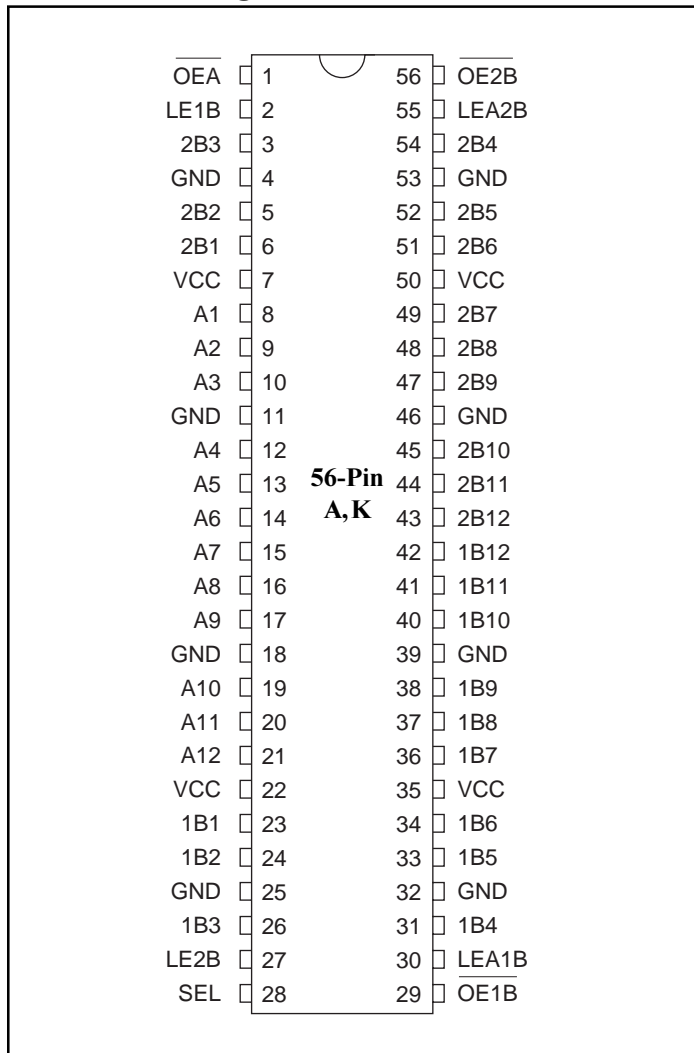 OEA 1 56 OE2B
LE1B 2 55 LEA2B
2B3 3 54 2B4
GND 4 53 GND
2B2 5 52 2B5
2B1 6 51 2B6
VCC 7 50 VCC
A1 8 49 2B7
A2 9 48 2B8
A3 10 47 2B9
GND 11 46 GND
A4 12 45 2B10
A5 13 56-Pin 44 2B11
A6 14 A,K 43 2B12
A7 15 42 1B12
A8 16 41 1B11
A9 17 40 1B10
GND 18 39 GND
A10 19 38 1B9
A11 20 37 1B8
A12 21 36 1B7
VCC 22 35 VCC
1B1 23 34 1B6
1B2 24 33 1B5
GND 25 32 GND
1B3 26 31 1B4
LE2B 27 30 LEA1B
SEL 28 29 OE1B